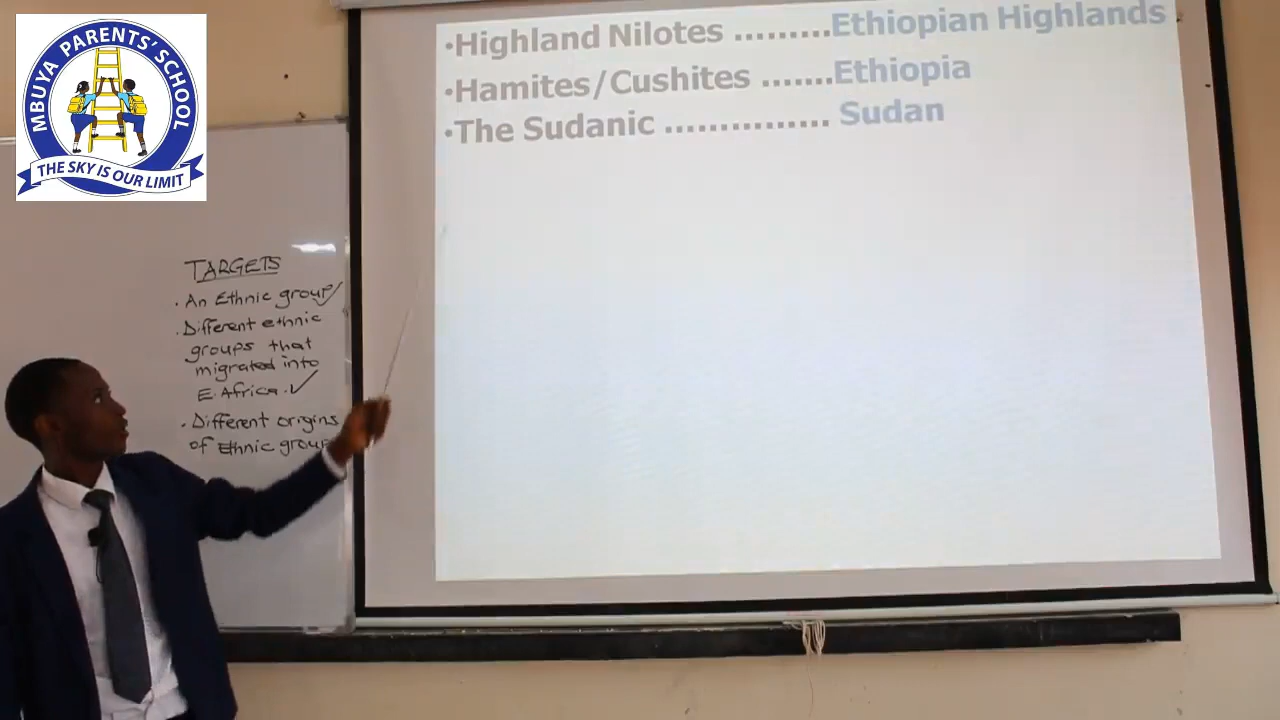 MBUYA PARENTS' SCHOOL
THE SKY IS OUR LIMIT
•Highland Nilotes .........Ethiopian Highlands
•Hamites/Cushites .......Ethiopia
•The Sudanic ............... Sudan
TARGETS
• An Ethnic group
• Different ethnic
groups that
migrated into
E. Africa.
• Different origins
of Ethnic group